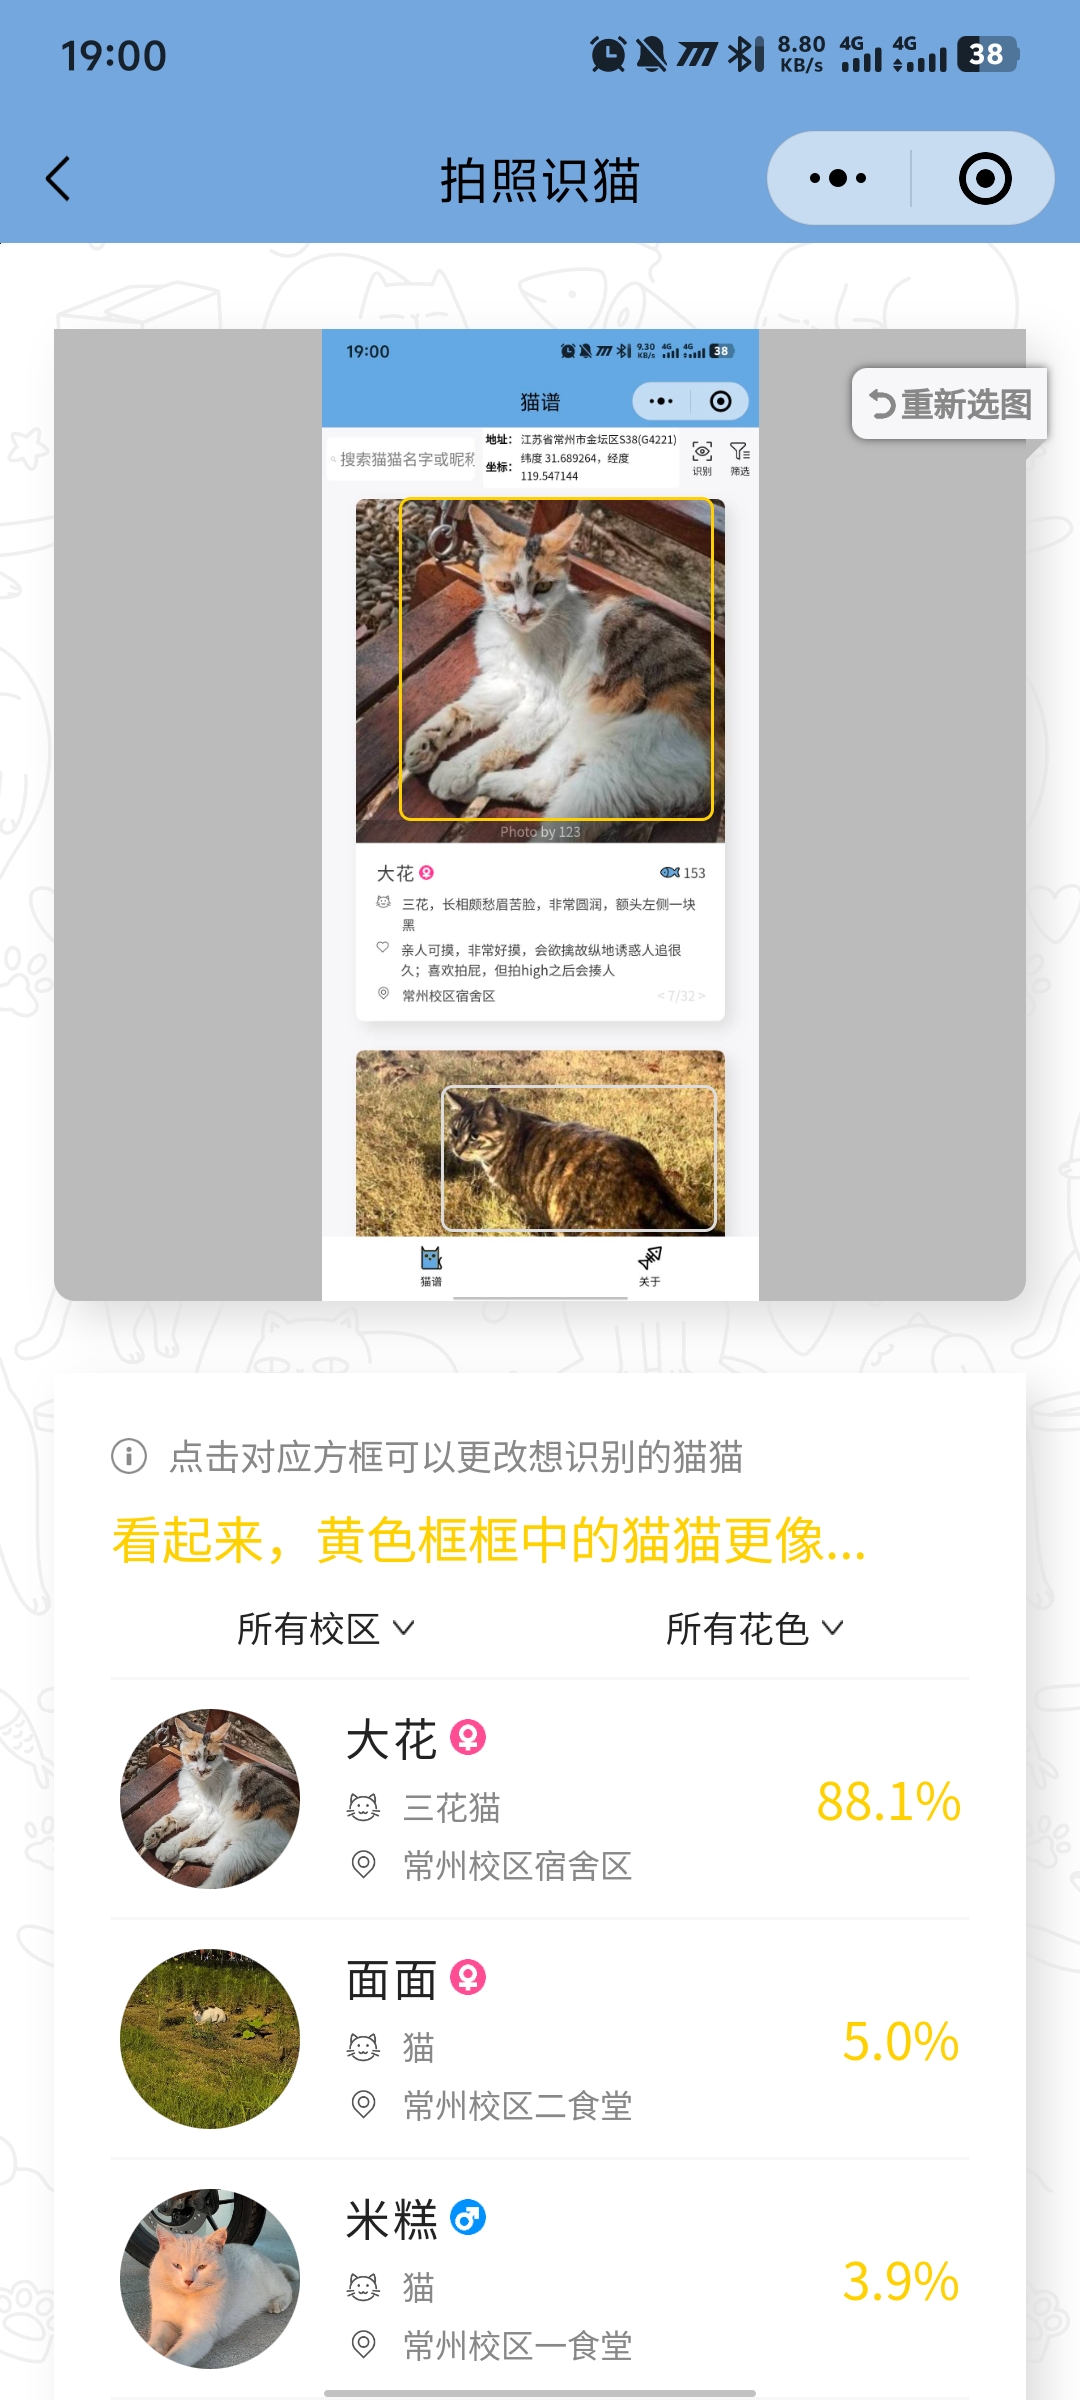 19:00
8.80 KB/s 4G 4G 38
拍照识猫
19:00
9.30 KB/s 4G 4G 38
猫谱
重新选图
搜索猫猫名字或昵称
地址： 江苏省常州市金坛区S38(G4221)
坐标： 纬度 31.689264，经度
119.547144
识别
筛选
Photo by 123
大花
153
三花，长相颇愁眉苦脸，非常圆润，额头左侧一块
黑
亲人可摸，非常好摸，会欲擒故纵地诱惑人追很
久；喜欢拍屁，但拍high之后会揍人
常州校区宿舍区
< 7/32 >
猫谱
关于
点击对应方框可以更改想识别的猫猫
看起来，黄色框框中的猫猫更像...
所有校区
所有花色
大花
三花猫
88.1%
常州校区宿舍区
面面
猫
5.0%
常州校区二食堂
米糕
猫
3.9%
常州校区一食堂